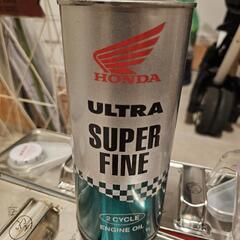 HONDA
ULTRA
SUPER
FINE
2 CYCLE
ENGINE OIL